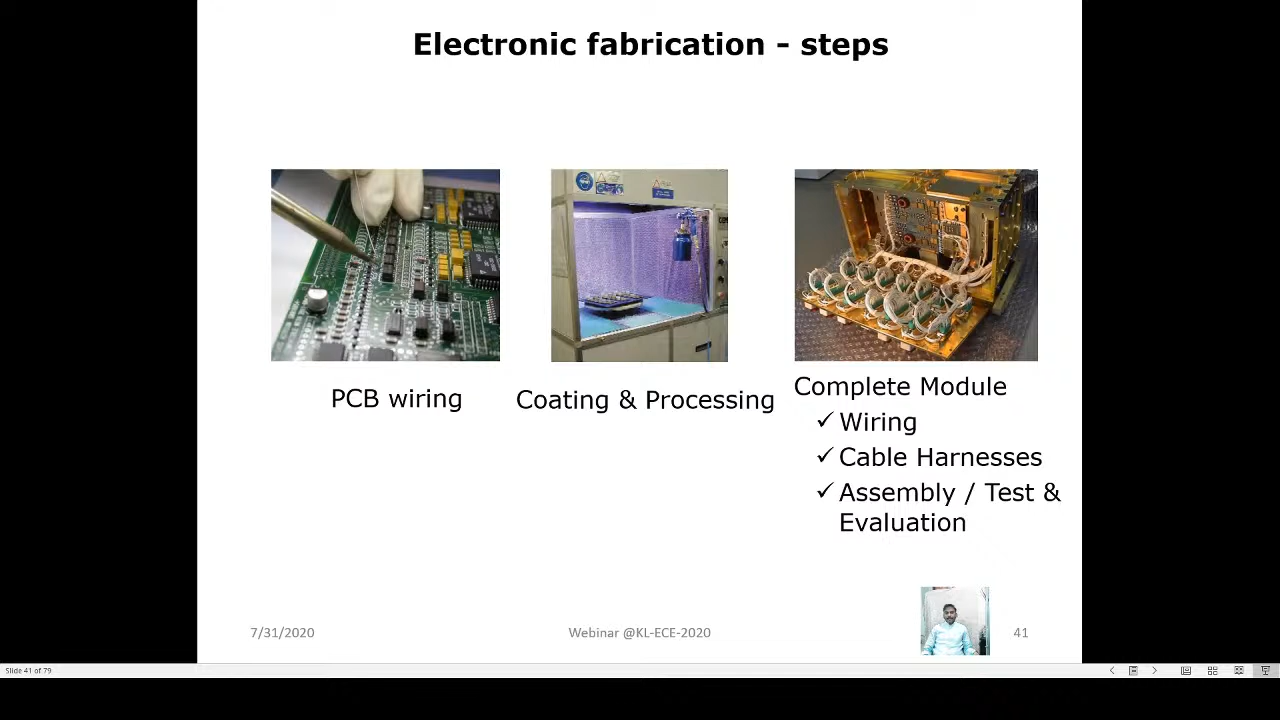 Electronic fabrication - steps
PCB wiring
Coating & Processing
Complete Module
✓ Wiring
✓ Cable Harnesses
✓ Assembly / Test &
Evaluation
7/31/2020
Webinar @KL-ECE-2020
41
Slide 41 of 79